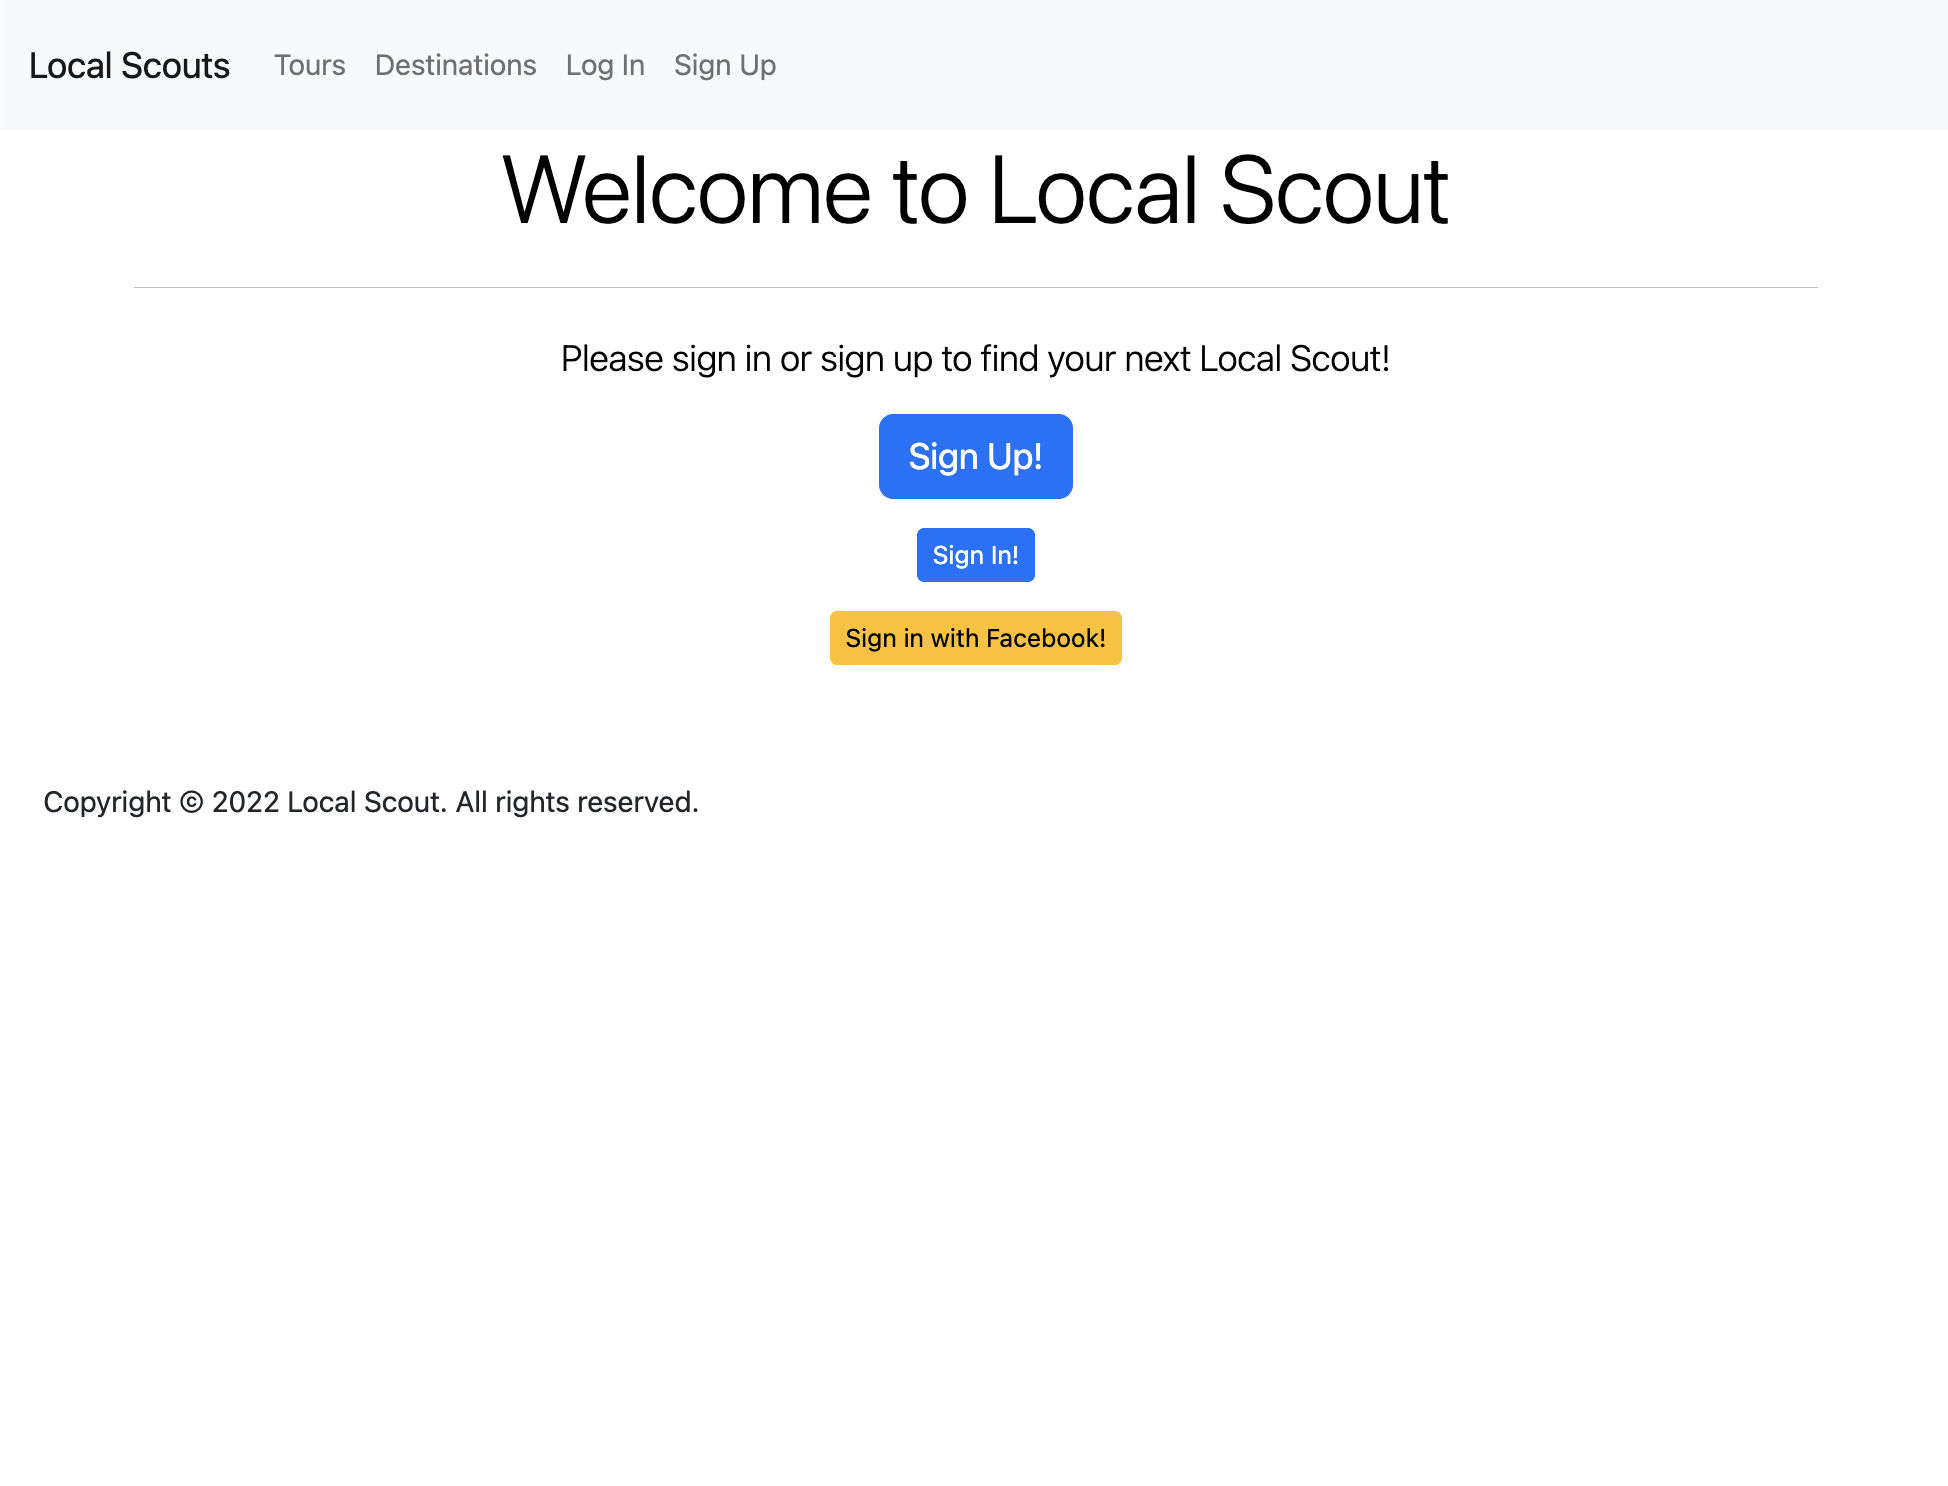 Local Scouts Tours Destinations Log In Sign Up
Welcome to Local Scout
Please sign in or sign up to find your next Local Scout!
Sign Up!
Sign In!
Sign in with Facebook!
Copyright © 2022 Local Scout. All rights reserved.